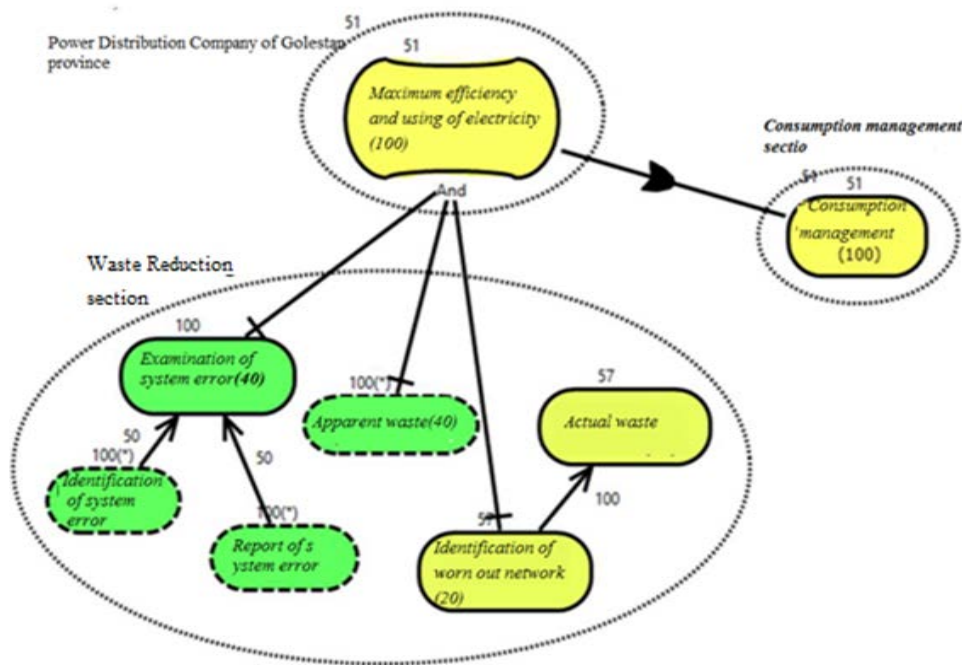 51
Power Distribution Company of Golestan
province
51
Maximum efficiency
and using of electricity
(100)
And
Consumption management
sectio
51
51
Consumption
management
(100)
Waste Reduction
section
100
Examination of
system error(40)
100(*)
Apparent waste(40)
57
Actual waste
50
100(*)
Identification
of system
error
50
100(*)
Report of s
ystem error
100
57
Identification of
worn out network
(20)